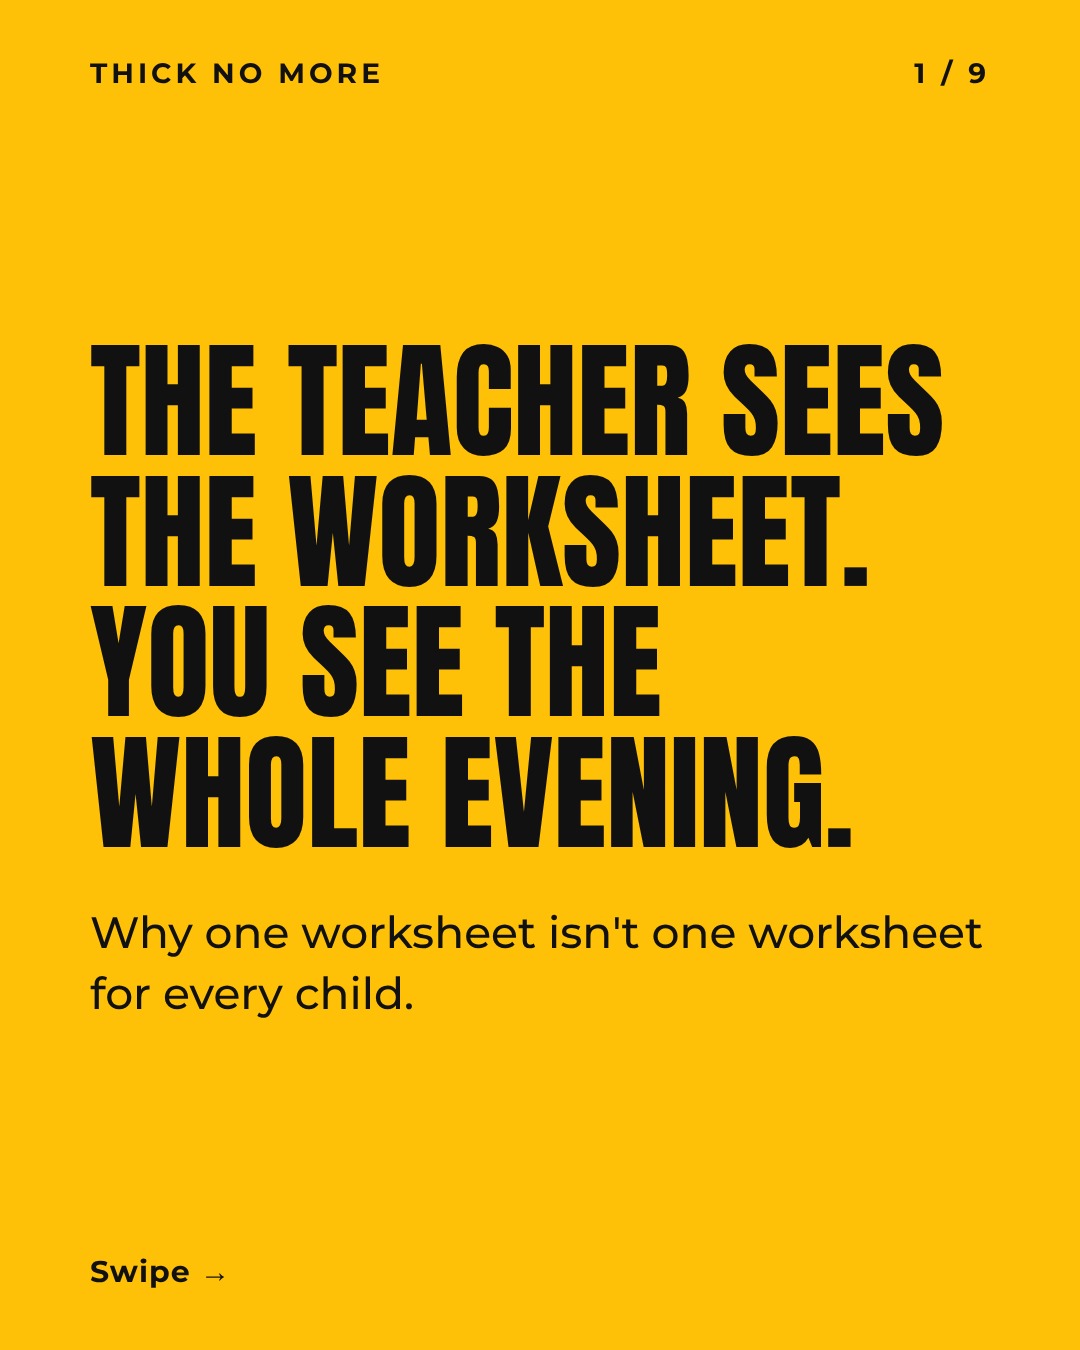 THICK NO MORE
1 / 9
THE TEACHER SEES
THE WORKSHEET.
YOU SEE THE
WHOLE EVENING.
Why one worksheet isn't one worksheet
for every child.
Swipe →